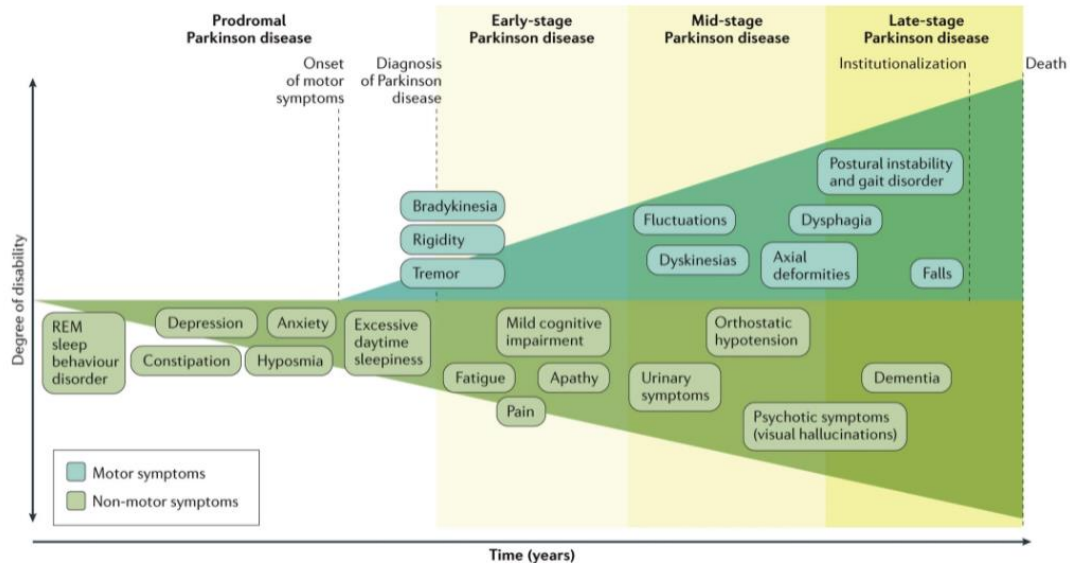 Prodromal
Parkinson disease
Early-stage
Parkinson disease
Mid-stage
Parkinson disease
Late-stage
Parkinson disease
Onset
of motor
symptoms
Diagnosis
of Parkinson
disease
Institutionalization
Death
Degree of disability
Postural instability
and gait disorder
Bradykinesia
Rigidity
Tremor
Fluctuations
Dysphagia
Dyskinesias
Axial
deformities
Falls
REM
sleep
behaviour
disorder
Depression
Anxiety
Constipation
Hyposmia
Excessive
daytime
sleepiness
Mild cognitive
impairment
Fatigue
Apathy
Pain
Orthostatic
hypotension
Urinary
symptoms
Dementia
Psychotic symptoms
(visual hallucinations)
Motor symptoms
Non-motor symptoms
Time (years)